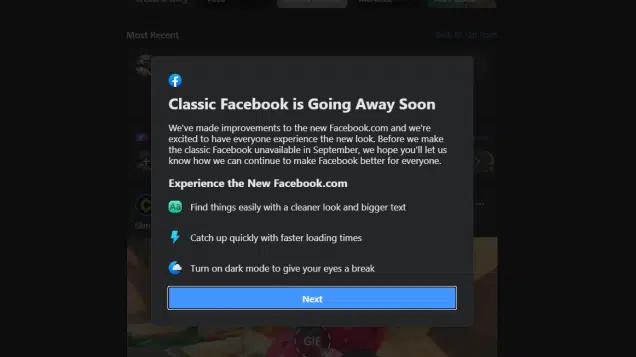 Most Recent
Classic Facebook is Going Away Soon
We've made improvements to the new Facebook.com and we're
excited to have everyone experience the new look. Before we make
the classic Facebook unavailable in September, we hope you'll let us
know how we can continue to make Facebook better for everyone.
Experience the New Facebook.com
Aa
Find things easily with a cleaner look and bigger text
Catch up quickly with faster loading times
Turn on dark mode to give your eyes a break
Next
GIF